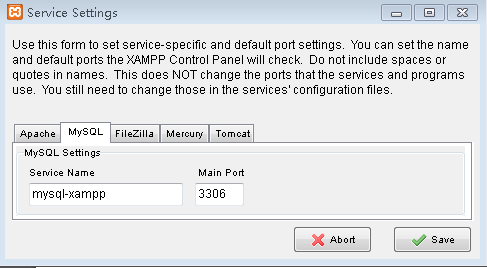 Service Settings
Use this form to set service-specific and default port settings. You can set the name
and default ports the XAMPP Control Panel will check. Do not include spaces or
quotes in names. This does NOT change the ports that the services and programs
use. You still need to change those in the services' configuration files.
Apache MySQL FileZilla Mercury Tomcat
MySQL Settings
Service Name Main Port
mysql-xampp 3306
Abort Save